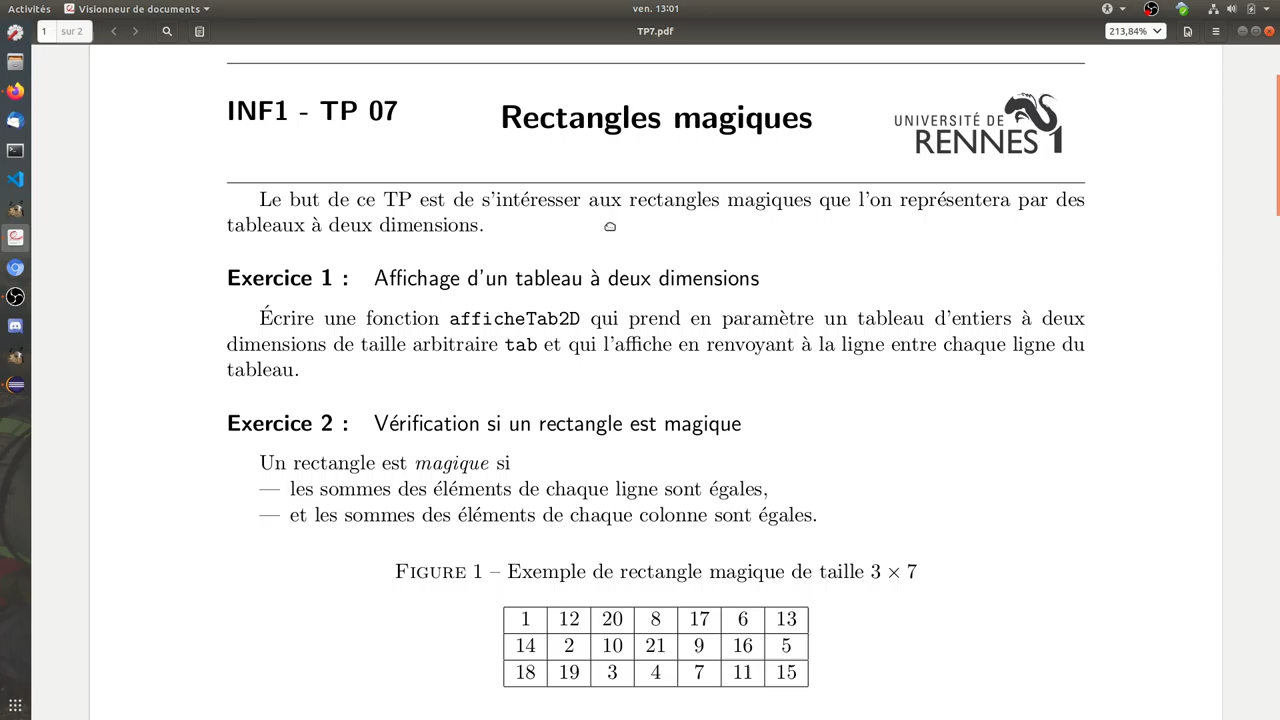 Activités Visionneur de documents ven. 13:01
1 sur 2 TP7.pdf 213,84%
INF1 - TP 07 Rectangles magiques UNIVERSITÉ DE RENNES 1
Le but de ce TP est de s'intéresser aux rectangles magiques que l'on représentera par des
tableaux à deux dimensions.
Exercice 1 : Affichage d'un tableau à deux dimensions
Écrire une fonction afficheTab2D qui prend en paramètre un tableau d'entiers à deux
dimensions de taille arbitraire tab et qui l'affiche en renvoyant à la ligne entre chaque ligne du
tableau.
Exercice 2 : Vérification si un rectangle est magique
Un rectangle est magique si
— les sommes des éléments de chaque ligne sont égales,
— et les sommes des éléments de chaque colonne sont égales.
Figure 1 – Exemple de rectangle magique de taille 3 × 7
1 12 20 8 17 6 13
14 2 10 21 9 16 5
18 19 3 4 7 11 15